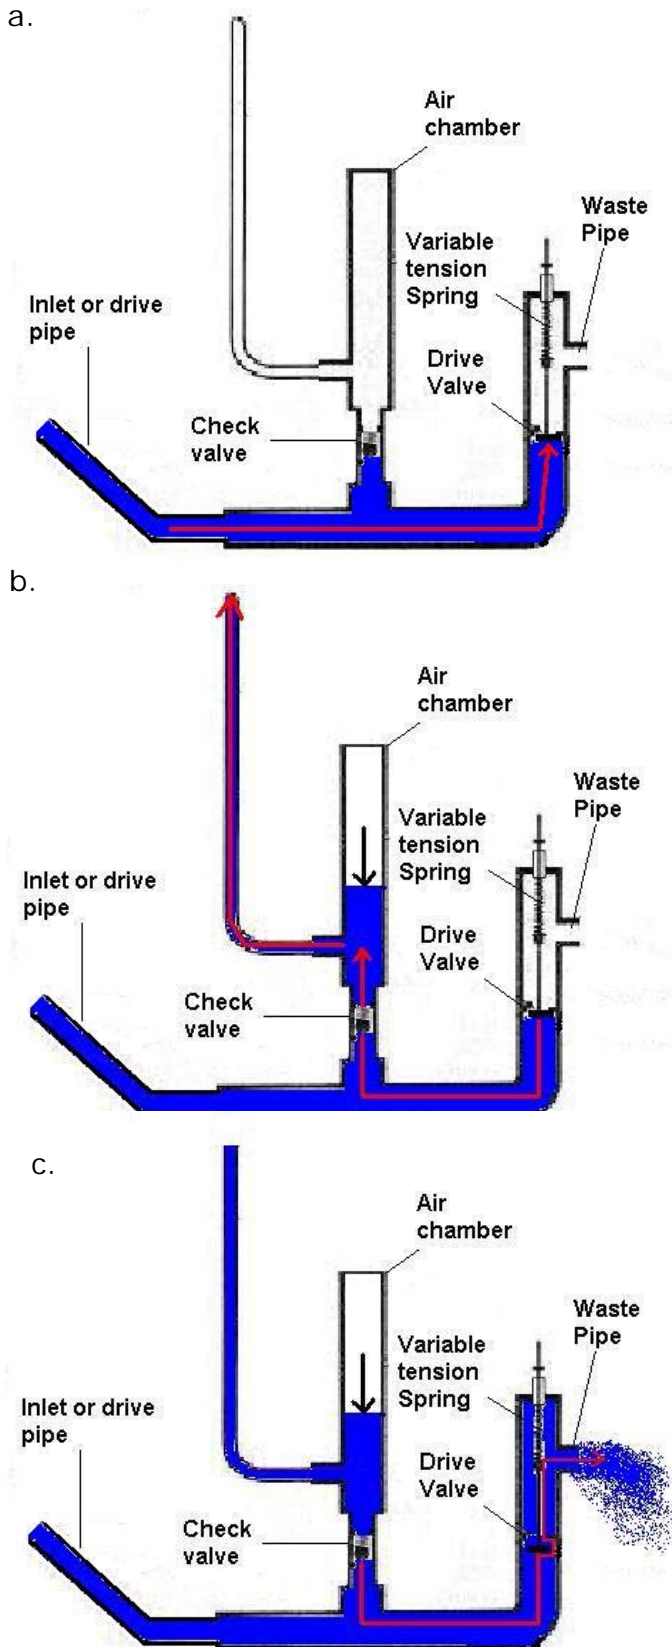 a.
Air
chamber
Waste
Pipe
Variable
tension
Spring
Inlet or drive
pipe
Drive
Valve
Check
valve
b.
Air
chamber
Waste
Pipe
Variable
tension
Spring
Inlet or drive
pipe
Drive
Valve
Check
valve
c.
Air
chamber
Waste
Pipe
Variable
tension
Spring
Inlet or drive
pipe
Drive
Valve
Check
valve